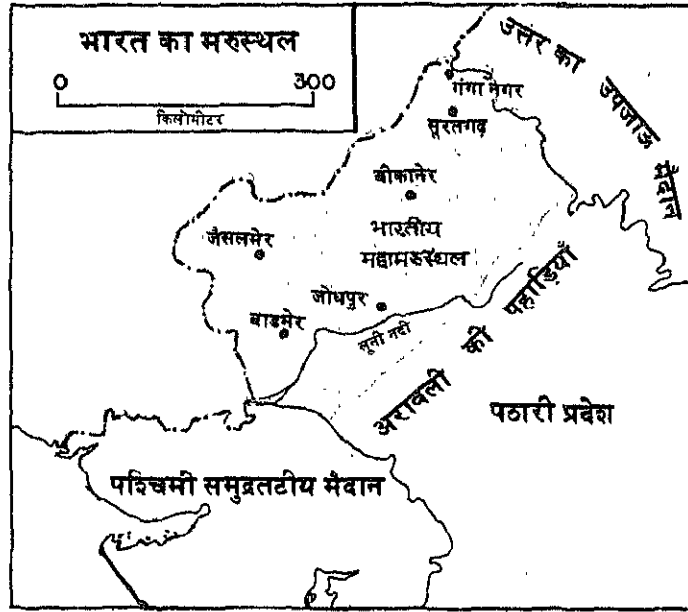 भारत का मरुस्थल
0 300
किलोमीटर
उत्तर का उपजाऊ मैदान
गंगा नगर
सूरतगढ़
बीकानेर
भारतीय
महामरुस्थल
जैसलमेर
जोधपुर
बाडमेर
लूनी नदी
अरावली की पहाड़ियाँ
पठारी प्रदेश
पश्चिमी समुद्रतटीय मैदान